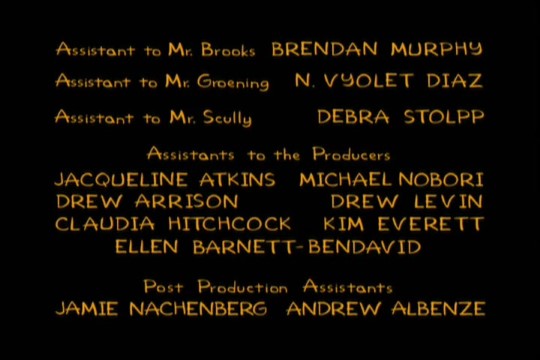 Assistant to Mr. Brooks BRENDAN MURPHY
Assistant to Mr. Groening N. VYOLET DIAZ
Assistant to Mr. Scully DEBRA STOLPP
Assistants to the Producers
JACQUELINE ATKINS MICHAEL NOBORI
DREW ARRISON DREW LEVIN
CLAUDIA HITCHCOCK KIM EVERETT
ELLEN BARNETT-BENDAVID
Post Production Assistants
JAMIE NACHENBERG ANDREW ALBENZE